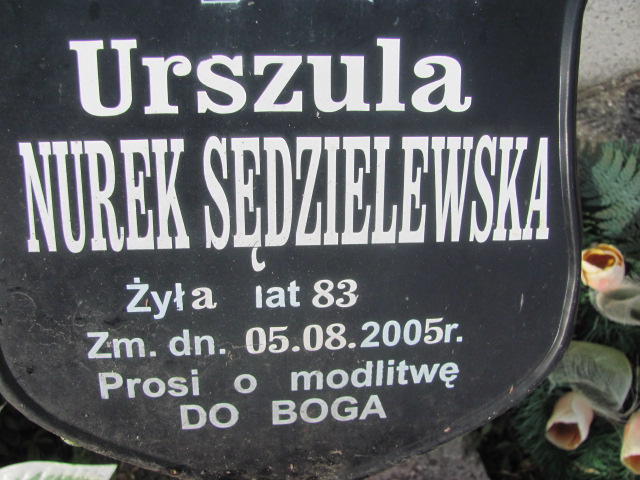 Urszula
NUREK SĘDZIELEWSKA
Żyła lat 83
Zm. dn. 05.08.2005r.
Prosi o modlitwę
DO BOGA